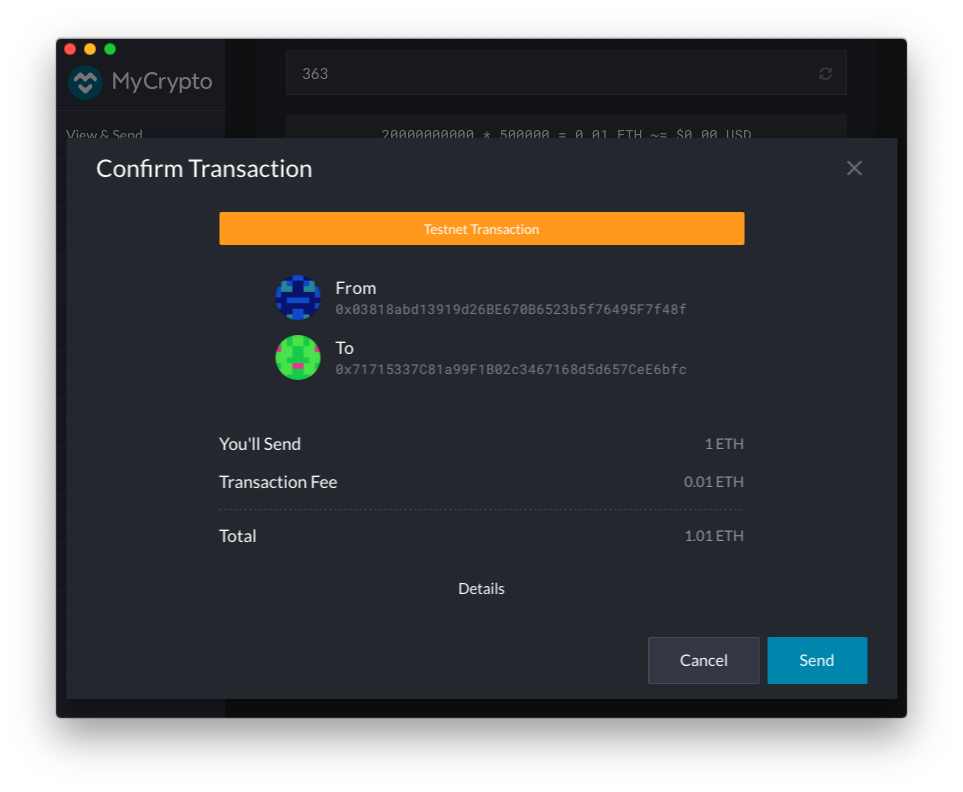 MyCrypto
363
View & Send
20000000000 * 500000 = 0.01 ETH ~= $0.00 USD
Confirm Transaction
Testnet Transaction
From
0x03818abd13919d26BE670B6523b5f76495F7f48f
To
0x71715337C81a99F1B02c3467168d5d657CeE6bfc
You'll Send
1 ETH
Transaction Fee
0.01 ETH
Total
1.01 ETH
Details
Cancel
Send